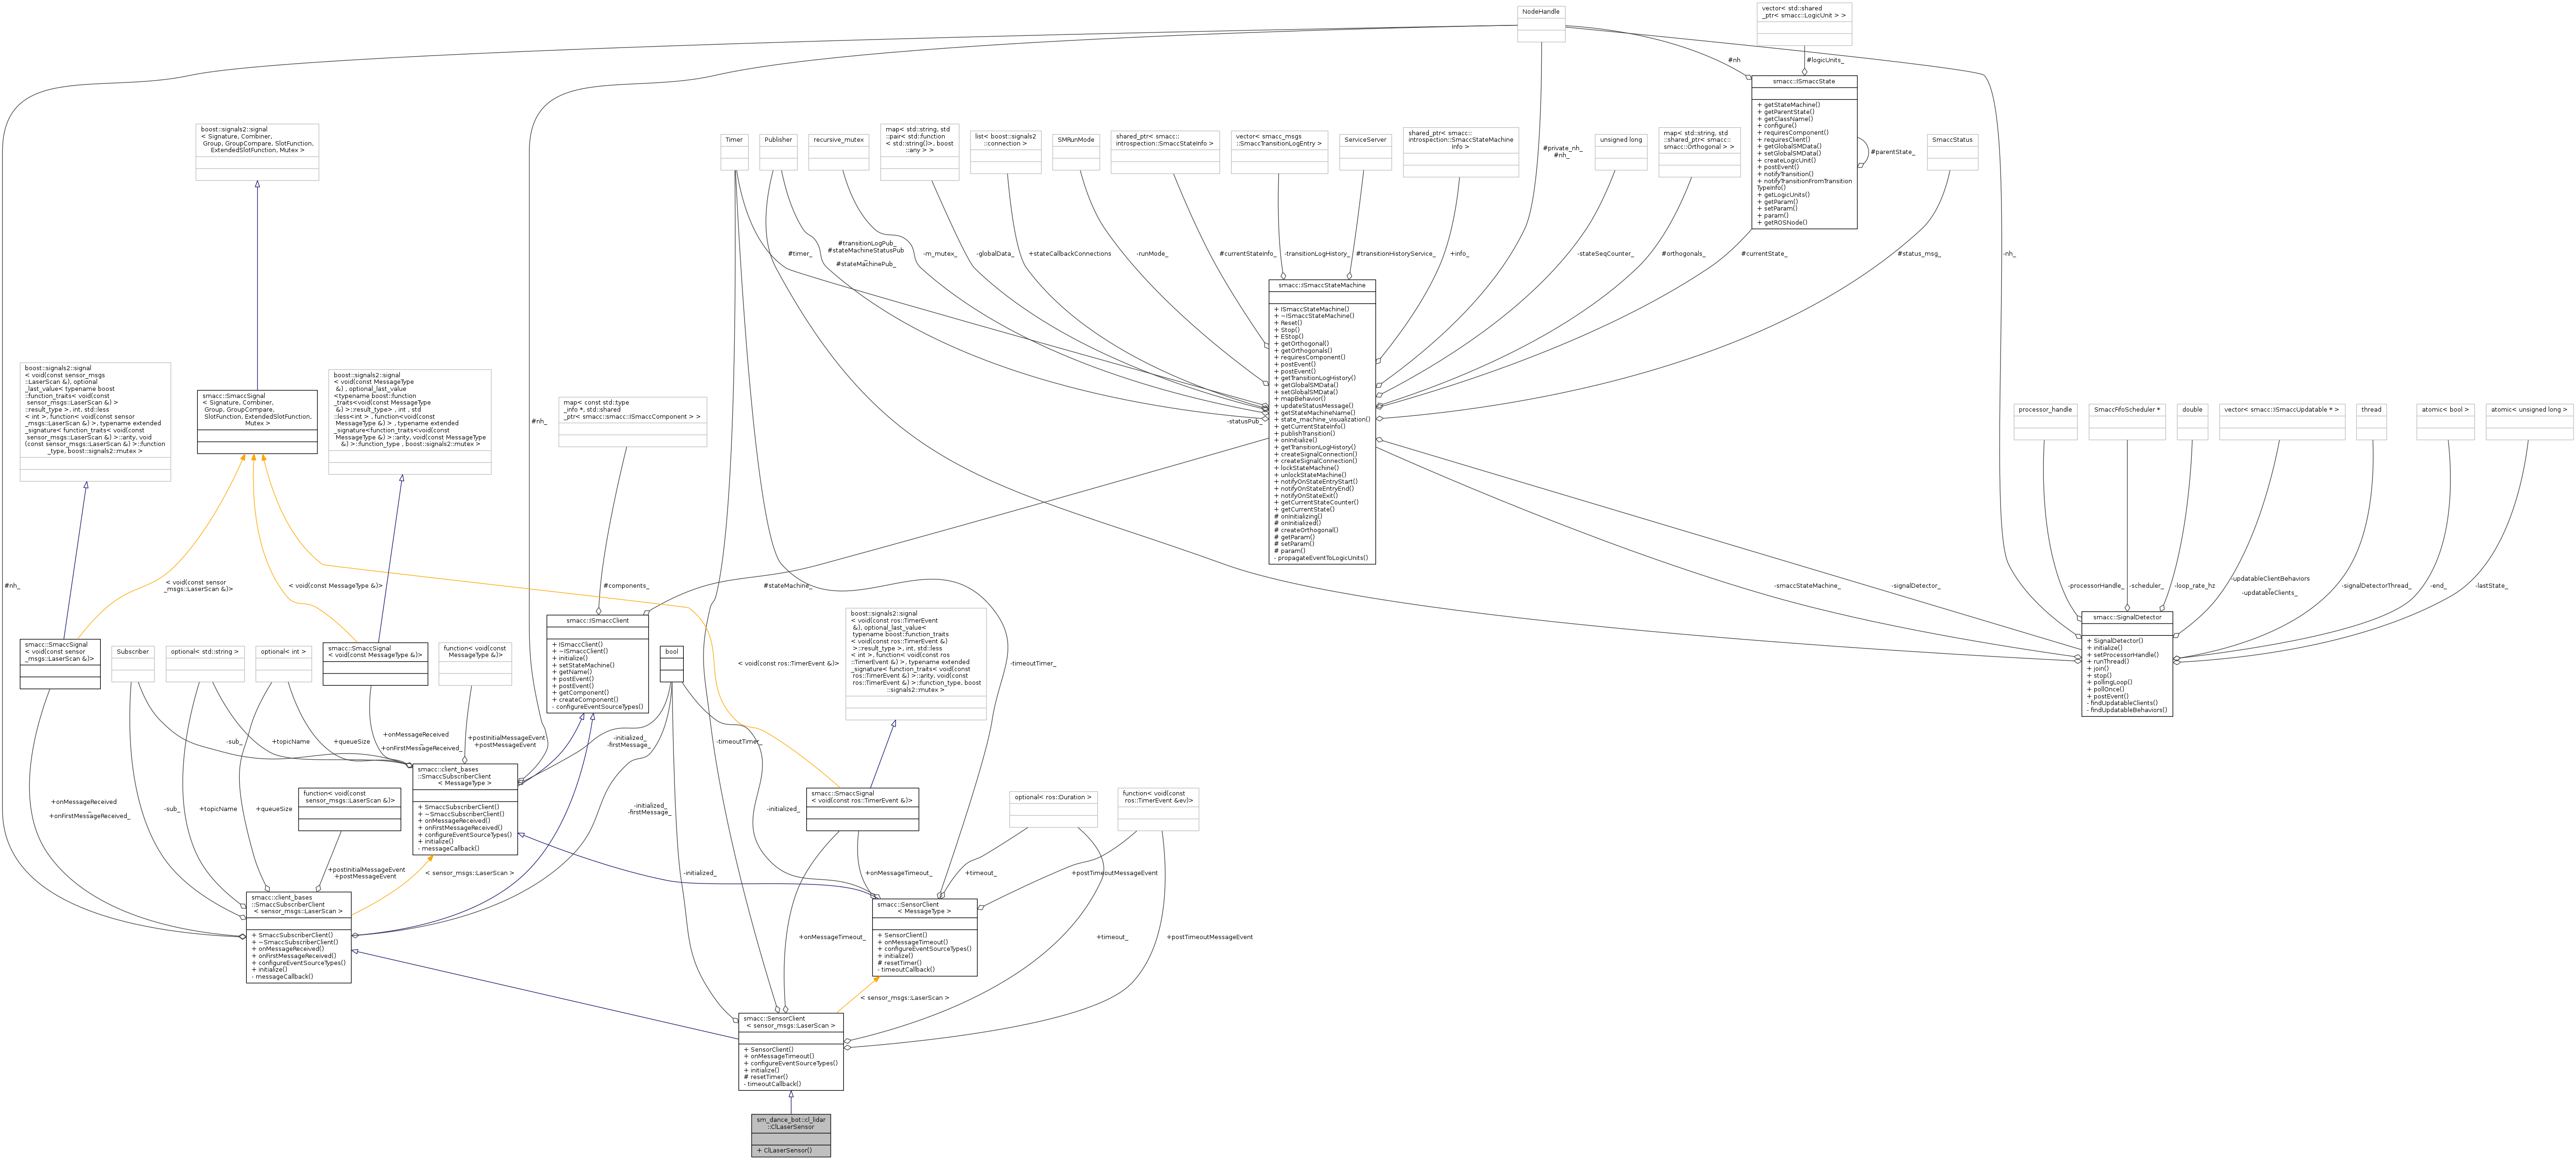 NodeHandle
vector< std::shared
_ptr< smacc::LogicUnit > >
#nh
#logicUnits_
smacc::ISmaccState
+ getStateMachine()
+ getParentState()
+ getClassName()
+ configure()
+ requiresComponent()
+ requiresClient()
+ getGlobalSMData()
+ setGlobalSMData()
+ createLogicUnit()
+ postEvent()
+ notifyTransition()
+ notifyTransitionFromTransition
TypeInfo()
+ getLogicUnits()
+ getParam()
+ setParam()
+ param()
+ getROSNode()
#parentState_
boost::signals2::signal
< Signature, Combiner,
Group, GroupCompare, SlotFunction,
ExtendedSlotFunction, Mutex >
Timer
Publisher
recursive_mutex
map< std::string, std
::pair< std::function
< std::string()>, boost
::any > >
list< boost::signals2
::connection >
SMRunMode
shared_ptr< smacc::
introspection::SmaccStateInfo >
vector< smacc_msgs
::SmaccTransitionLogEntry >
ServiceServer
shared_ptr< smacc::
introspection::SmaccStateMachine
Info >
#private_nh_
#nh_
unsigned long
map< std::string, std
::shared_ptr< smacc::
smacc::Orthogonal > >
SmaccStatus
#timer_
#transitionLogPub_
#stateMachineStatusPub
_
#stateMachinePub_
-m_mutex_
-globalData_
+stateCallbackConnections
-runMode_
#currentStateInfo_
-transitionLogHistory_
#transitionHistoryService_
+info_
-stateSeqCounter_
#orthogonals_
#currentState_
#status_msg_
-nh_
smacc::ISmaccStateMachine
+ ISmaccStateMachine()
+ ~ISmaccStateMachine()
+ Reset()
+ Stop()
+ EStop()
+ getOrthogonal()
+ getOrthogonals()
+ requiresComponent()
+ postEvent()
+ postEvent()
+ getTransitionLogHistory()
+ getGlobalSMData()
+ setGlobalSMData()
+ mapBehavior()
+ updateStatusMessage()
+ getStateMachineName()
+ state_machine_visualization()
+ getCurrentStateInfo()
+ publishTransition()
+ onInitialize()
+ getTransitionLogHistory()
+ createSignalConnection()
+ createSignalConnection()
+ lockStateMachine()
+ unlockStateMachine()
+ notifyOnStateEntryStart()
+ notifyOnStateEntryEnd()
+ notifyOnStateExit()
+ getCurrentStateCounter()
+ getCurrentState()
# onInitializing()
# onInitialized()
# createOrthogonal()
# getParam()
# setParam()
# param()
- propagateEventToLogicUnits()
boost::signals2::signal
< void(const sensor_msgs
::LaserScan &), optional
_last_value< typename boost
::function_traits< void(const
sensor_msgs::LaserScan &) >
::result_type >, int, std::less
< int >, function< void(const sensor
_msgs::LaserScan &) >, typename extended
_signature< function_traits< void(const
sensor_msgs::LaserScan &) >::arity, void
(const sensor_msgs::LaserScan &) >::function
_type, boost::signals2::mutex >
smacc::SmaccSignal
< Signature, Combiner,
Group, GroupCompare,
SlotFunction, ExtendedSlotFunction,
Mutex >
boost::signals2::signal
< void(const MessageType
&) , optional_last_value
<typename boost::function
_traits<void(const MessageType
&) >::result_type> , int , std
::less<int > , function<void(const
MessageType &) > , typename extended
_signature<function_traits<void(const
MessageType &) >::arity, void(const MessageType
&) >::function_type , boost::signals2::mutex >
map< const std::type
_info *, std::shared
_ptr< smacc::smacc::ISmaccComponent > >
#nh_
-statusPub_
processor_handle
SmaccFifoScheduler *
double
vector< smacc::ISmaccUpdatable * >
thread
atomic< bool >
atomic< unsigned long >
#nh_
< void(const sensor
_msgs::LaserScan &)>
< void(const MessageType &)>
#components_
#stateMachine_
-smaccStateMachine_
-signalDetector_
-processorHandle_
-scheduler_
-loop_rate_hz
-updatableClientBehaviors
_
-updatableClients_
-signalDetectorThread_
-end_
-lastState_
smacc::SignalDetector
+ SignalDetector()
+ initialize()
+ setProcessorHandle()
+ runThread()
+ join()
+ stop()
+ pollingLoop()
+ pollOnce()
+ postEvent()
- findUpdatableClients()
- findUpdatableBehaviors()
smacc::SmaccSignal
< void(const sensor
_msgs::LaserScan &)>
Subscriber
optional< std::string >
optional< int >
smacc::SmaccSignal
< void(const MessageType &)>
function< void(const
MessageType &)>
smacc::ISmaccClient
+ ISmaccClient()
+ ~ISmaccClient()
+ initialize()
+ setStateMachine()
+ getName()
+ postEvent()
+ postEvent()
+ getComponent()
+ createComponent()
- configureEventSourceTypes()
bool
< void(const ros::TimerEvent &)>
boost::signals2::signal
< void(const ros::TimerEvent
&), optional_last_value<
typename boost::function_traits
< void(const ros::TimerEvent &)
>::result_type >, int, std::less
< int >, function< void(const ros
::TimerEvent &) >, typename extended
_signature< function_traits< void(const
ros::TimerEvent &) >::arity, void(const
ros::TimerEvent &) >::function_type, boost
::signals2::mutex >
-timeoutTimer_
-sub_
+topicName
+queueSize
+onMessageReceived
_
+onFirstMessageReceived_
+postInitialMessageEvent
+postMessageEvent
-initialized_
-firstMessage_
-timeoutTimer_
smacc::client_bases
::SmaccSubscriberClient
< MessageType >
+ SmaccSubscriberClient()
+ ~SmaccSubscriberClient()
+ onMessageReceived()
+ onFirstMessageReceived()
+ configureEventSourceTypes()
+ initialize()
- messageCallback()
+onMessageReceived
_
+onFirstMessageReceived_
-sub_
+topicName
+queueSize
function< void(const
sensor_msgs::LaserScan &)>
-initialized_
-firstMessage_
-initialized_
smacc::SmaccSignal
< void(const ros::TimerEvent &)>
optional< ros::Duration >
function< void(const
ros::TimerEvent &ev)>
+postInitialMessageEvent
+postMessageEvent
< sensor_msgs::LaserScan >
-initialized_
+onMessageTimeout_
+timeout_
+postTimeoutMessageEvent
smacc::client_bases
::SmaccSubscriberClient
< sensor_msgs::LaserScan >
+ SmaccSubscriberClient()
+ ~SmaccSubscriberClient()
+ onMessageReceived()
+ onFirstMessageReceived()
+ configureEventSourceTypes()
+ initialize()
- messageCallback()
smacc::SensorClient
< MessageType >
+ SensorClient()
+ onMessageTimeout()
+ configureEventSourceTypes()
+ initialize()
# resetTimer()
- timeoutCallback()
+onMessageTimeout_
+timeout_
+postTimeoutMessageEvent
< sensor_msgs::LaserScan >
smacc::SensorClient
< sensor_msgs::LaserScan >
+ SensorClient()
+ onMessageTimeout()
+ configureEventSourceTypes()
+ initialize()
# resetTimer()
- timeoutCallback()
sm_dance_bot::cl_lidar
::ClLaserSensor
+ ClLaserSensor()